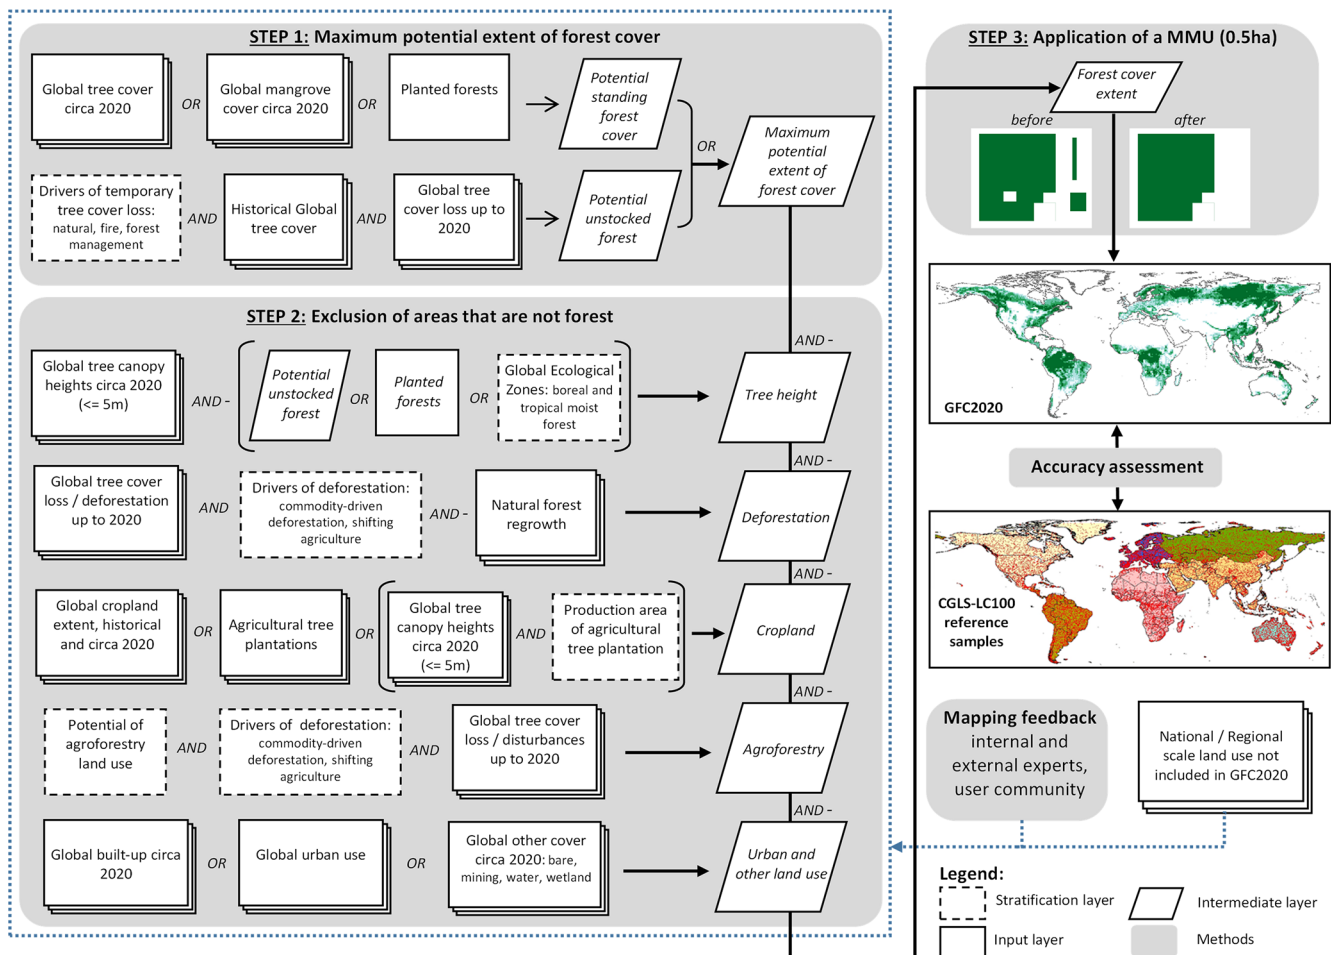 STEP 1: Maximum potential extent of forest cover
Global tree cover
circa 2020
OR
Global mangrove
cover circa 2020
OR
Planted forests
Potential
standing
forest
cover
OR
Maximum
potential
extent of
forest cover
Drivers of temporary
tree cover loss:
natural, fire, forest
management
AND
Historical Global
tree cover
AND
Global tree
cover loss up to
2020
Potential
unstocked
forest
STEP 2: Exclusion of areas that are not forest
AND -
Global tree canopy
heights circa 2020
(<= 5m)
AND -
Potential
unstocked
forest
OR
Planted
forests
OR
Global Ecological
Zones: boreal and
tropical moist
forest
Tree height
AND -
Global tree cover
loss / deforestation
up to 2020
AND
Drivers of deforestation:
commodity-driven
deforestation, shifting
agriculture
AND -
Natural forest
regrowth
Deforestation
AND -
Global cropland
extent, historical
and circa 2020
OR
Agricultural tree
plantations
OR
Global tree
canopy heights
circa 2020
(<= 5m)
AND
Production area
of agricultural
tree plantation
Cropland
AND -
Potential of
agroforestry
land use
AND
Drivers of deforestation:
commodity-driven
deforestation, shifting
agriculture
AND
Global tree cover
loss / disturbances
up to 2020
Agroforestry
AND -
Global built-up circa
2020
OR
Global urban use
OR
Global other cover
circa 2020: bare,
mining, water, wetland
Urban and
other land use
STEP 3: Application of a MMU (0.5ha)
Forest cover
extent
before
after
GFC2020
Accuracy assessment
CGLS-LC100
reference
samples
Mapping feedback
internal and
external experts,
user community
National / Regional
scale land use not
included in GFC2020
Legend:
Stratification layer
Intermediate layer
Input layer
Methods